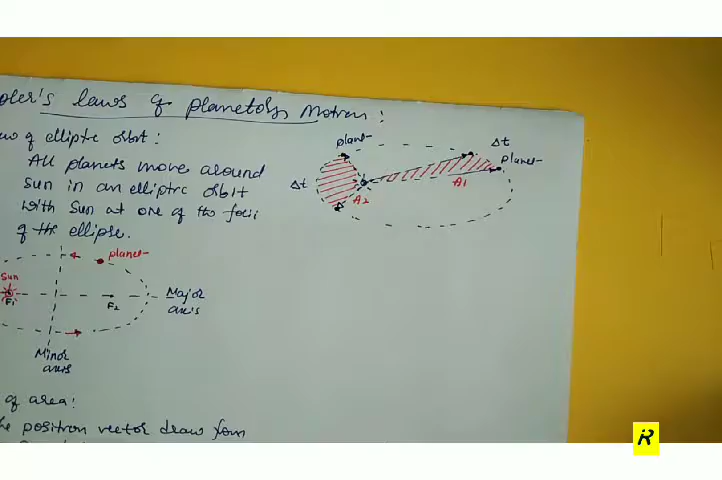 pler's laws of planetory Motion:
aw of elliptic orbit:
All planets move around
Sun in an elliptic orbit
with Sun at one of the foci
of the ellipse.
planet
Sun
F1
F2
Major
axis
Minor
axis
of area:
he position vector draw from
plane
Δt
planet
Δt
A1
A2
R